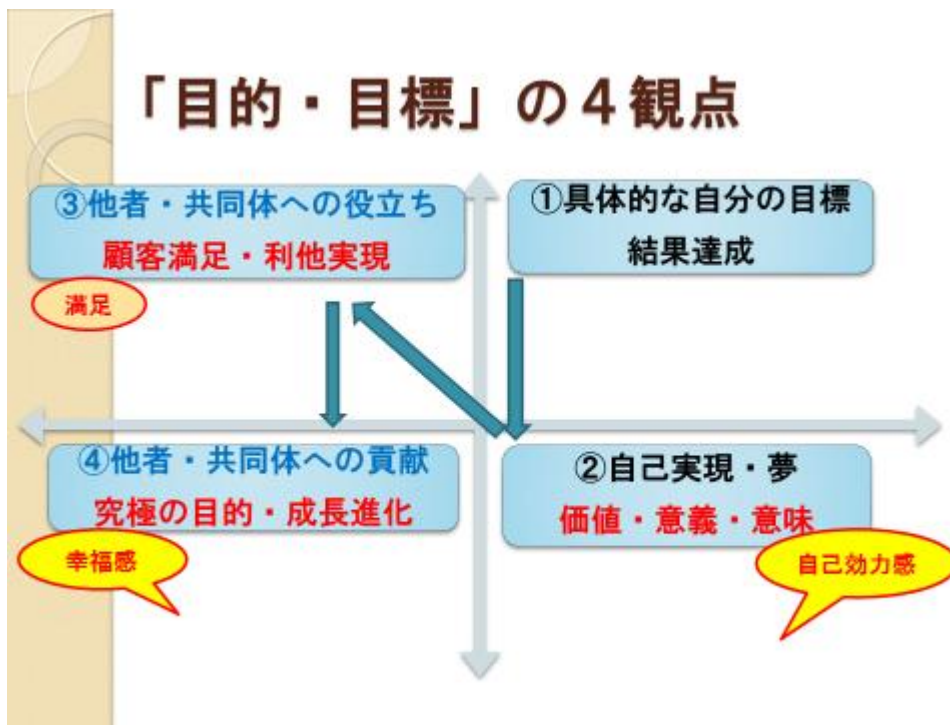 「目的・目標」の４観点
③他者・共同体への役立ち
顧客満足・利他実現
満足
①具体的な自分の目標
結果達成
④他者・共同体への貢献
究極の目的・成長進化
幸福感
②自己実現・夢
価値・意義・意味
自己効力感